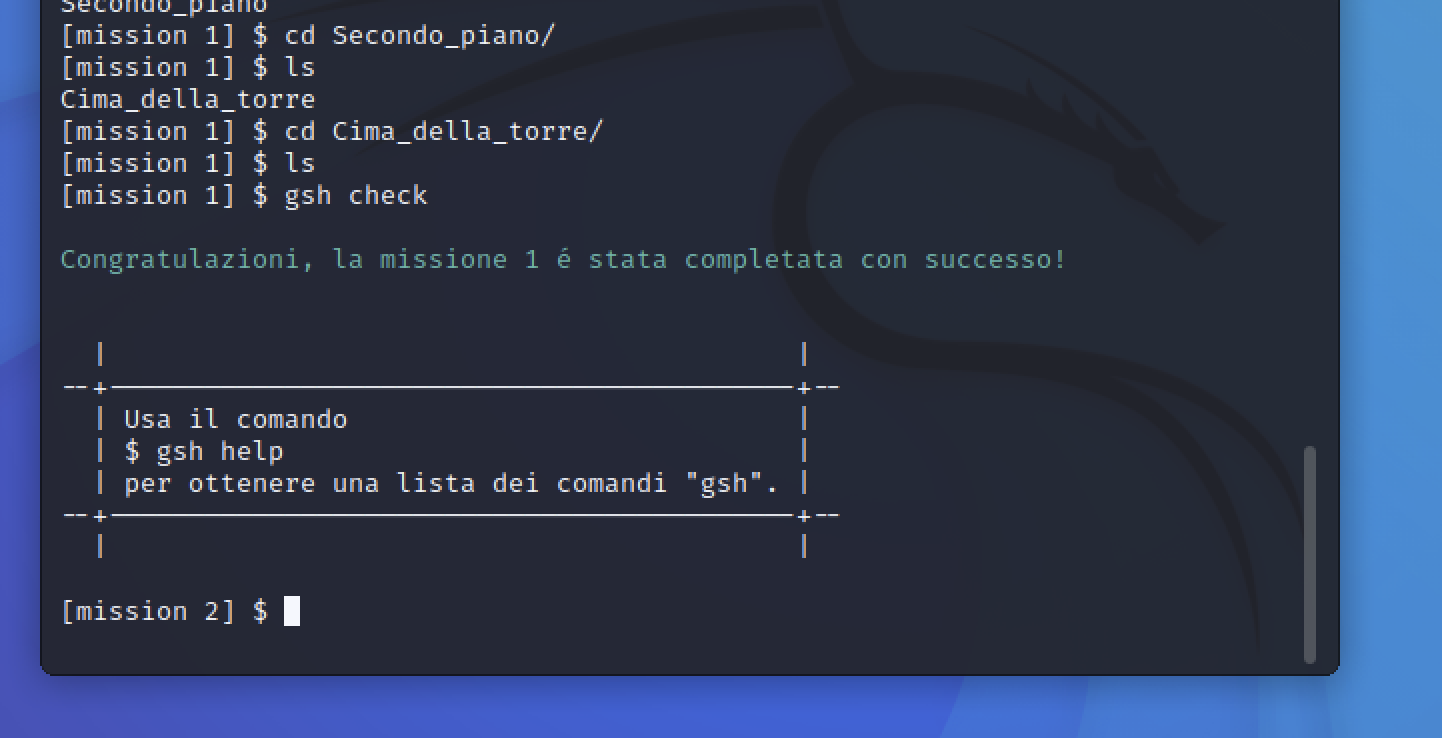 Secondo_piano
[mission 1] $ cd Secondo_piano/
[mission 1] $ ls
Cima_della_torre
[mission 1] $ cd Cima_della_torre/
[mission 1] $ ls
[mission 1] $ gsh check
Congratulazioni, la missione 1 é stata completata con successo!
Usa il comando
$ gsh help
per ottenere una lista dei comandi "gsh".
[mission 2] $